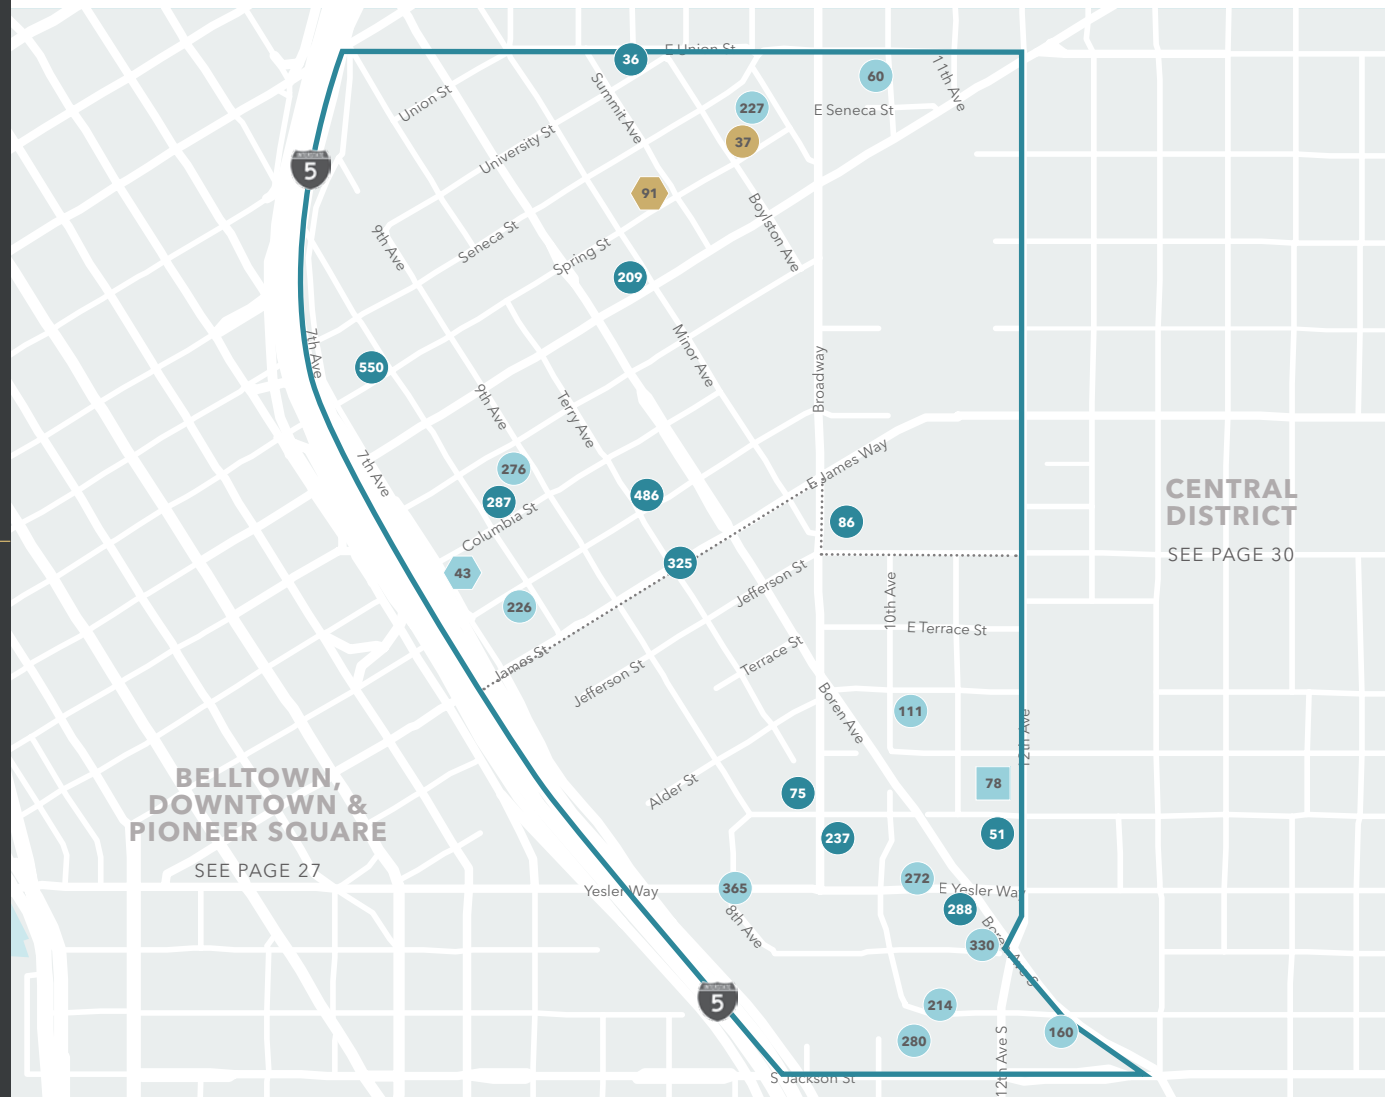 E Union St
36
60
11th Ave
Union St
Summit Ave
227
E Seneca St
37
University St
INTERSTATE
5
91
Boylston Ave
9th Ave
Seneca St
Spring St
209
7th Ave
550
Minor Ave
Broadway
9th Ave
Terry Ave
7th Ave
276
E James Way
287
486
Columbia St
86
CENTRAL
DISTRICT
SEE PAGE 30
43
325
Jefferson St
10th Ave
226
E Terrace St
James St
Jefferson St
Terrace St
Boren Ave
111
12th Ave
BELLTOWN,
DOWNTOWN &
PIONEER SQUARE
SEE PAGE 27
Alder St
75
78
237
51
Yesler Way
365
272
E Yesler Way
8th Ave
288
330
Boren Ave S
INTERSTATE
5
214
280
160
12th Ave S
S Jackson St